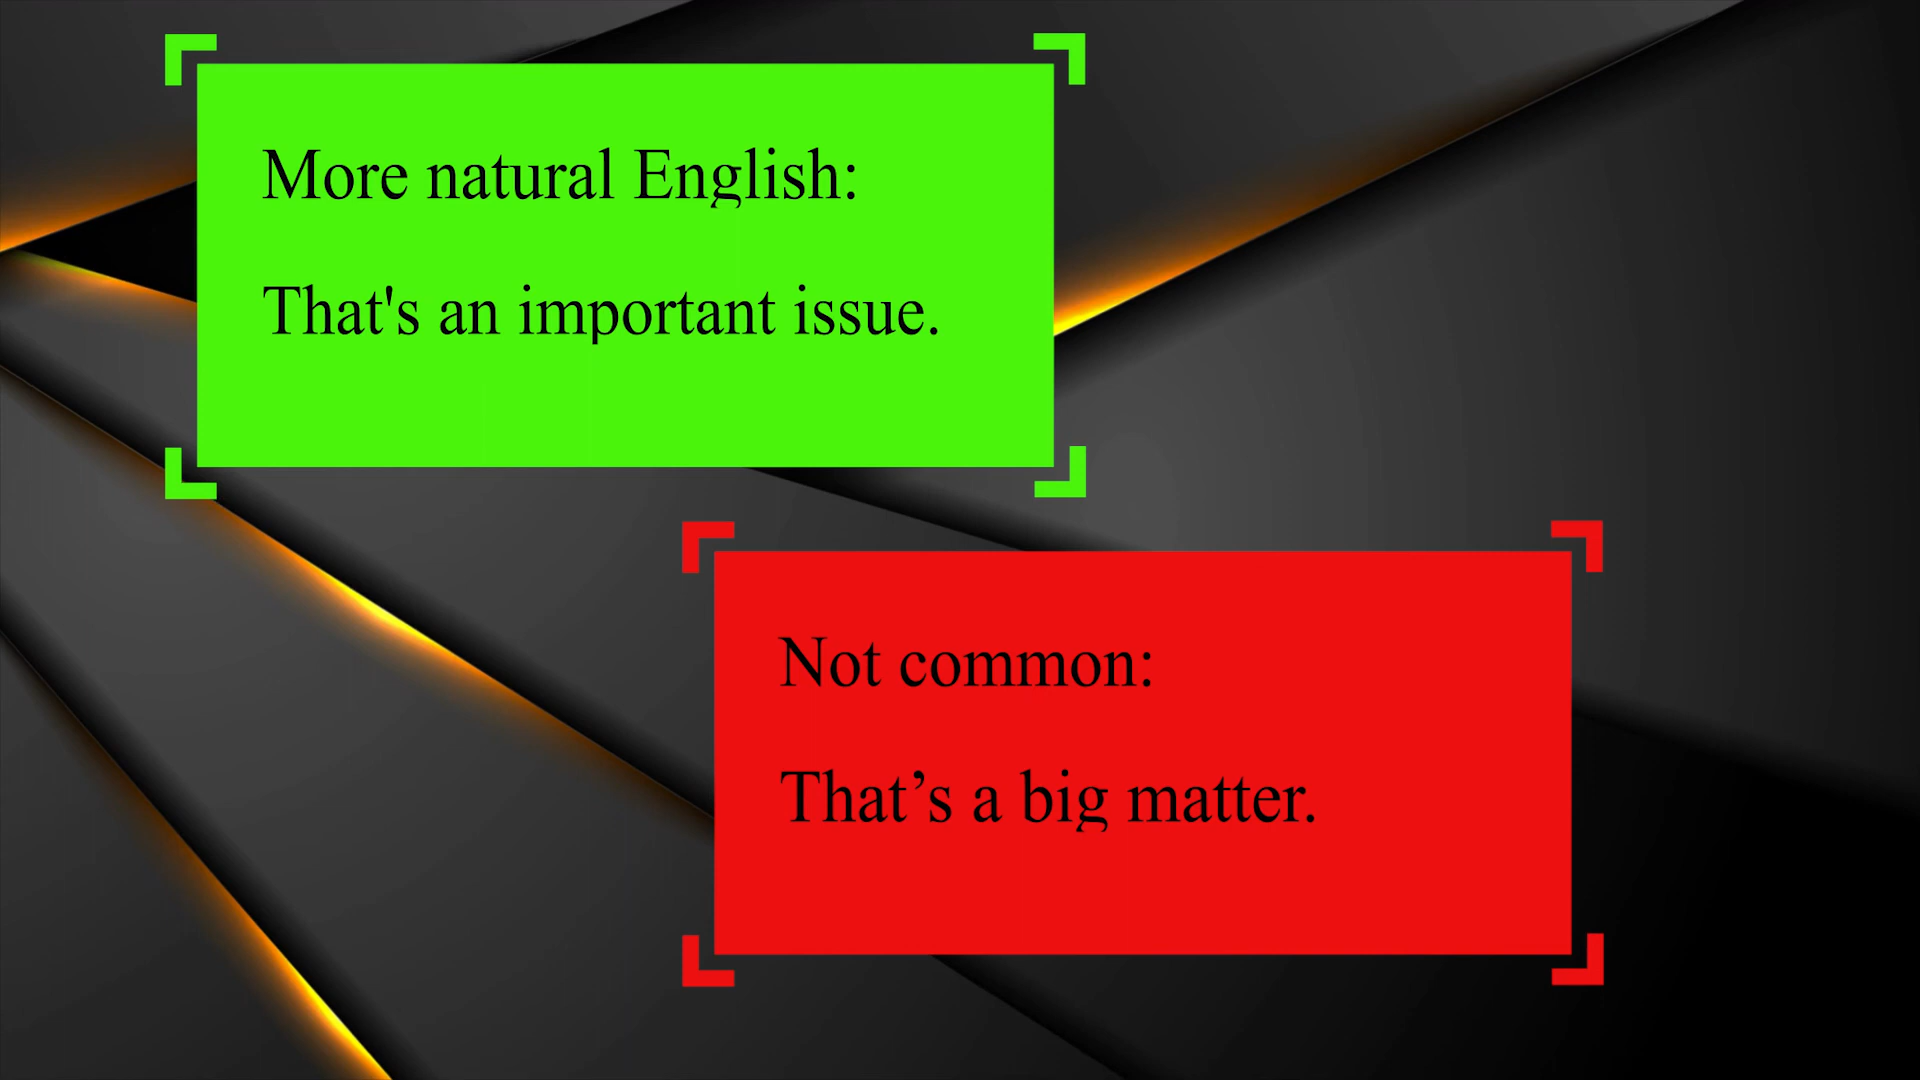 More natural English:
That's an important issue.
Not common:
That’s a big matter.